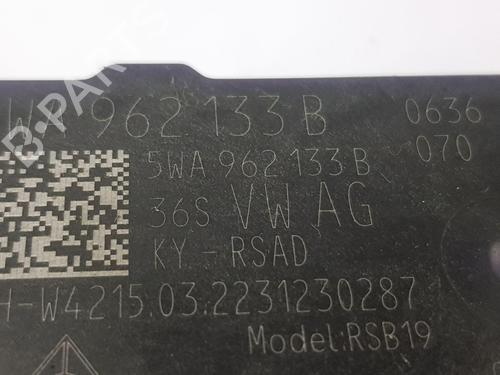 962 133 B 0636
5WA 962 133 B 070
36S VW AG
KY - RSAD
H-W4215.03.2231230287
Model:RSB19
B-PARTS